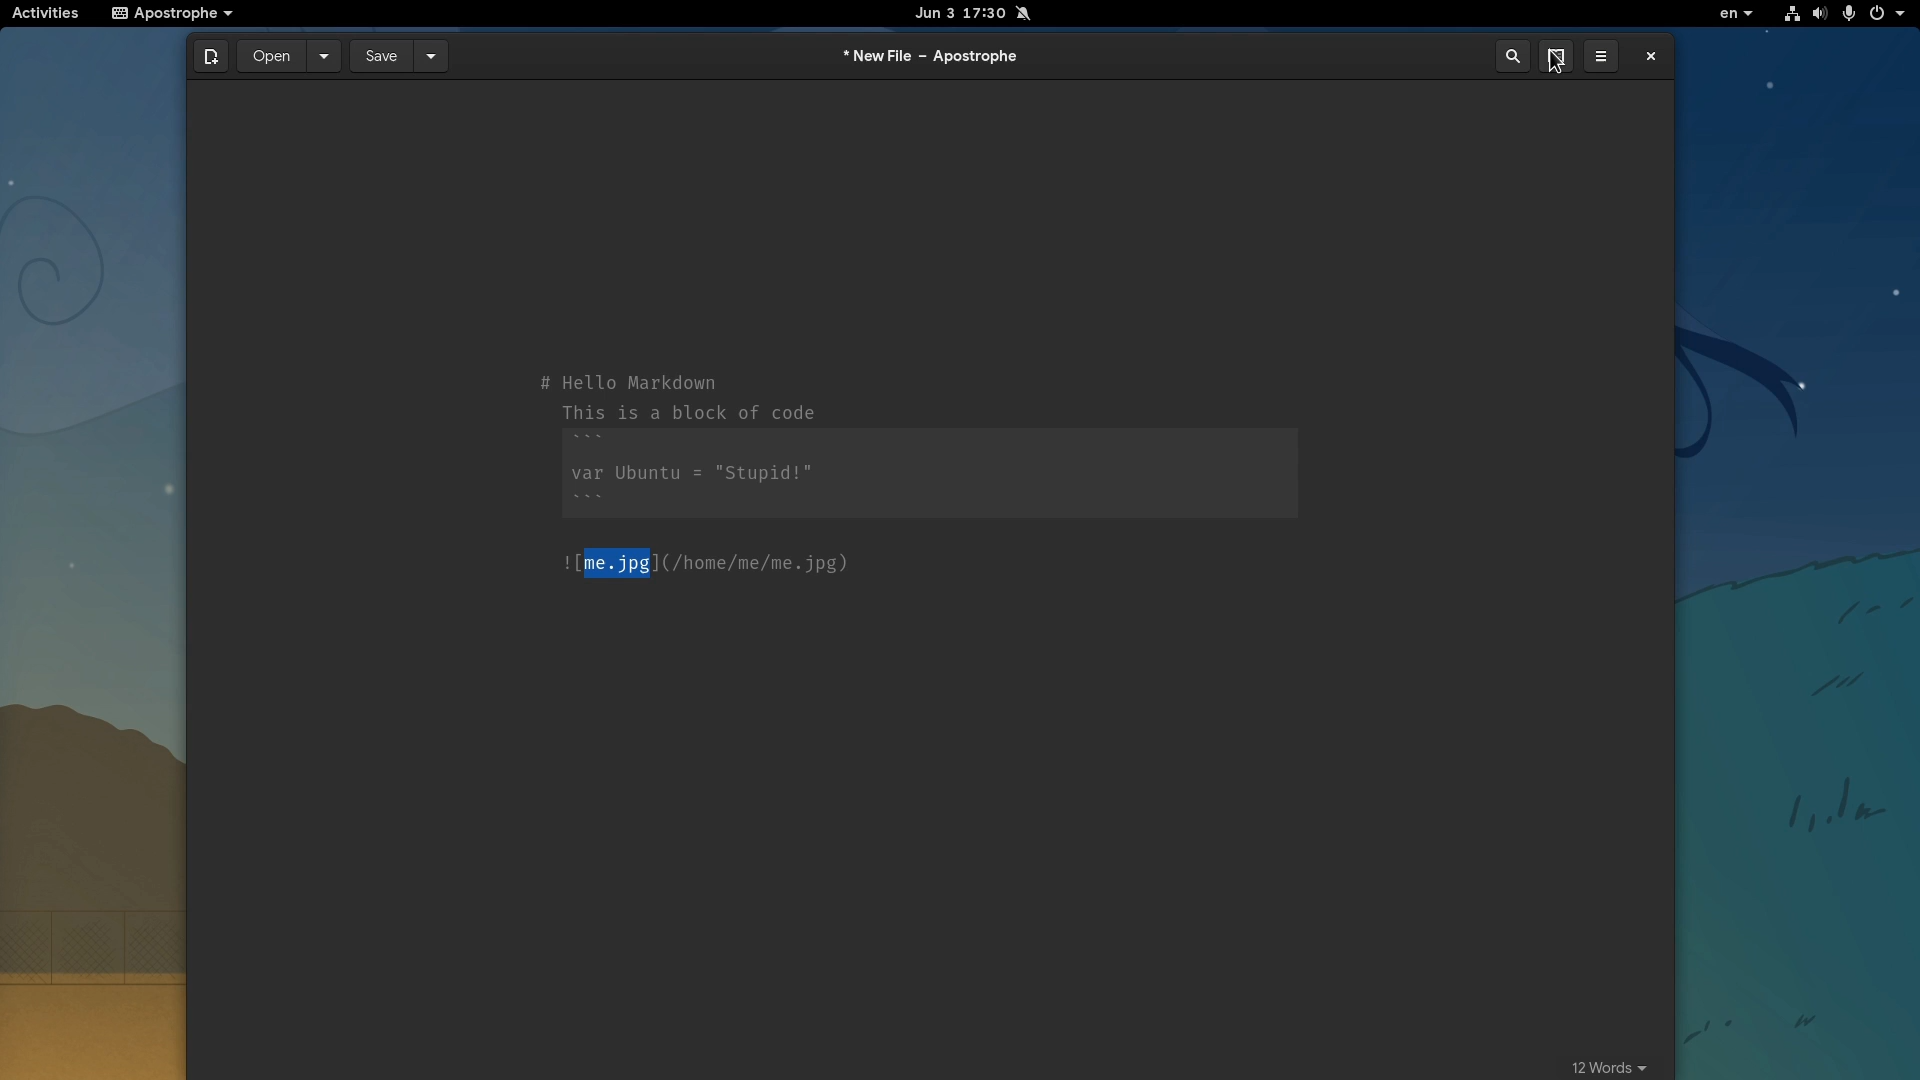 Activities Apostrophe Jun 3 17:30 en
Open Save * New File – Apostrophe
# Hello Markdown
This is a block of code
```
var Ubuntu = "Stupid!"
```
![me.jpg](/home/me/me.jpg)
12 Words